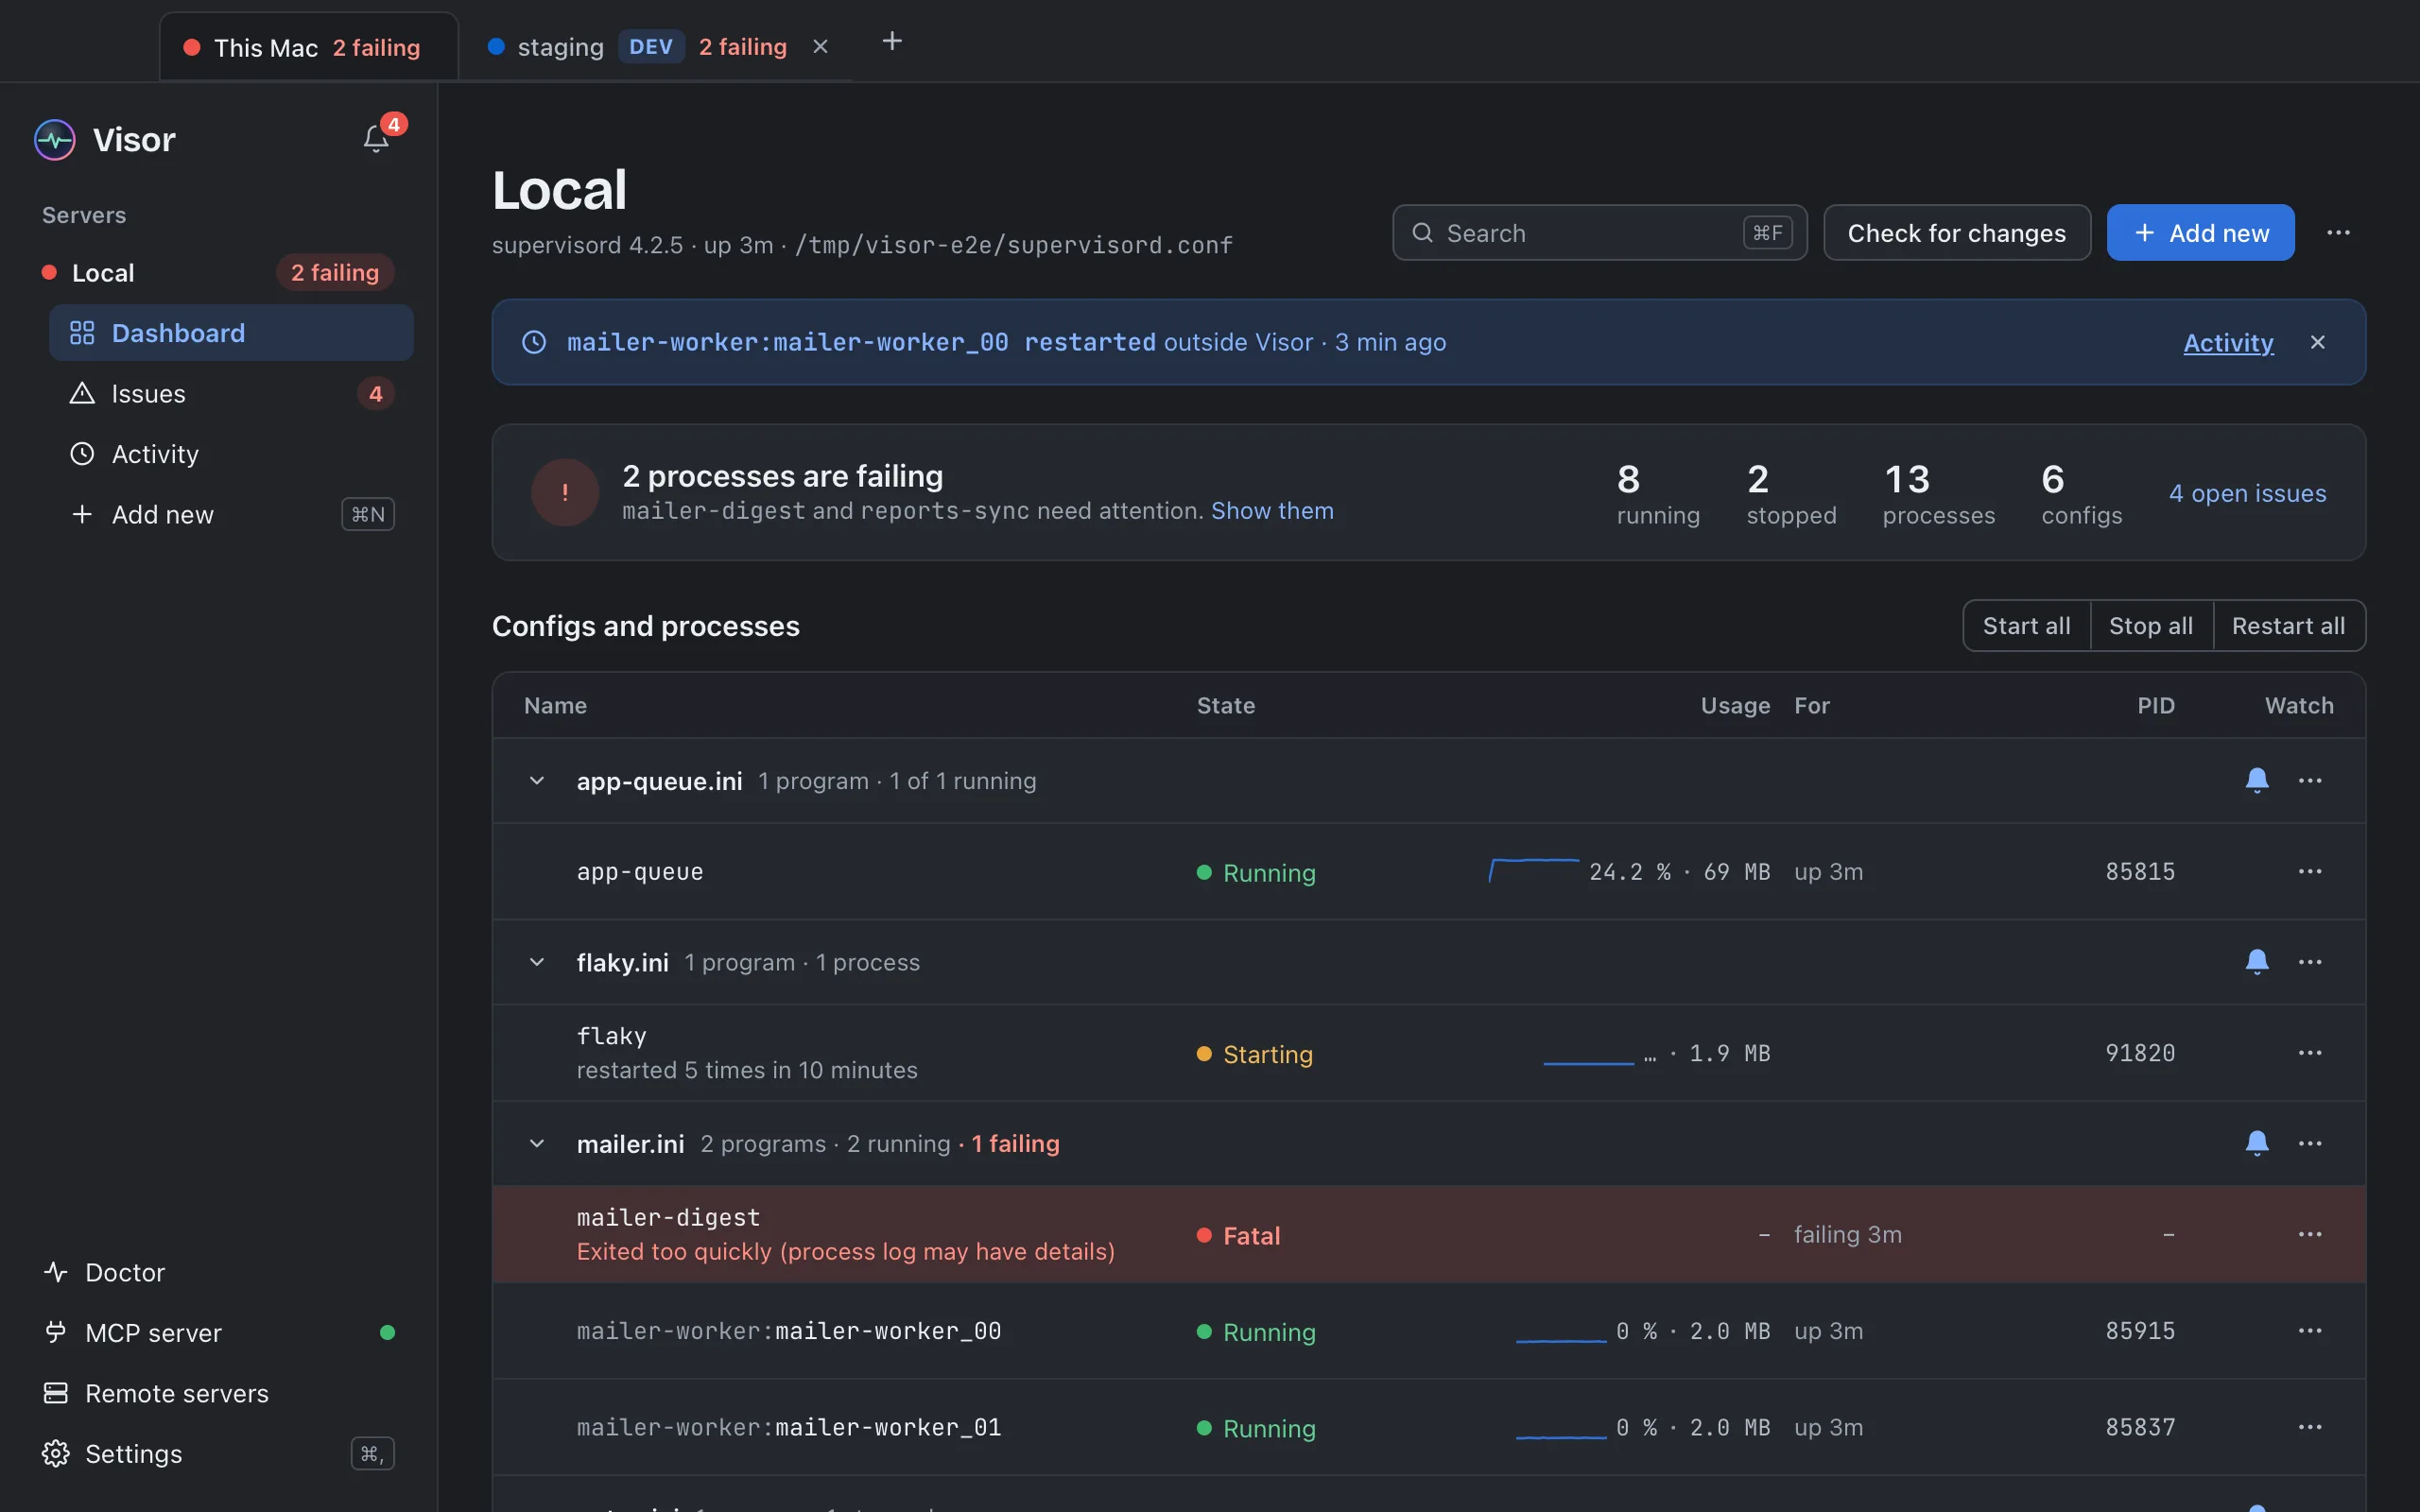 This Mac 2 failing
staging DEV 2 failing
Visor 4
Servers
Local 2 failing
Dashboard
Issues 4
Activity
Add new ⌘N
Doctor
MCP server
Remote servers
Settings ⌘,
Local
supervisord 4.2.5 · up 3m · /tmp/visor-e2e/supervisord.conf
Search ⌘F
Check for changes
+ Add new
mailer-worker:mailer-worker_00 restarted outside Visor · 3 min ago
Activity
! 2 processes are failing
mailer-digest and reports-sync need attention. Show them
8 running
2 stopped
13 processes
6 configs
4 open issues
Configs and processes
Start all Stop all Restart all
Name State Usage For PID Watch
app-queue.ini 1 program · 1 of 1 running
app-queue Running 24.2 % · 69 MB up 3m 85815
flaky.ini 1 program · 1 process
flaky Starting … · 1.9 MB 91820
restarted 5 times in 10 minutes
mailer.ini 2 programs · 2 running · 1 failing
mailer-digest Fatal – failing 3m –
Exited too quickly (process log may have details)
mailer-worker:mailer-worker_00 Running 0 % · 2.0 MB up 3m 85915
mailer-worker:mailer-worker_01 Running 0 % · 2.0 MB up 3m 85837